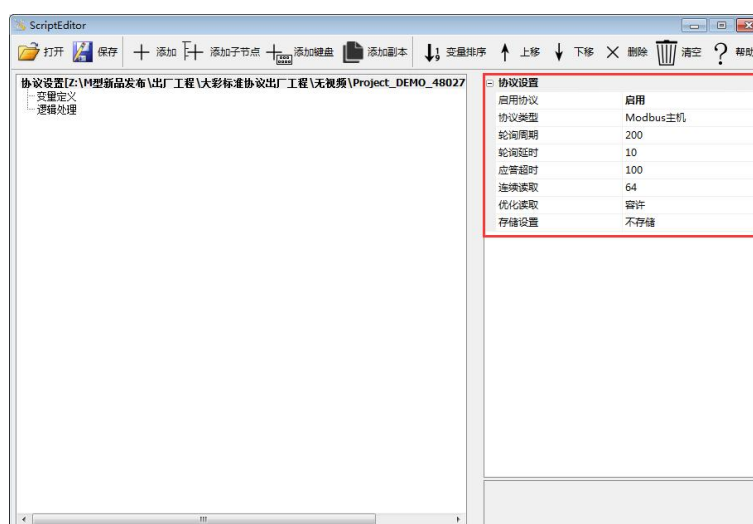 ScriptEditor
打开 保存 添加 添加子节点 添加键盘 添加副本 变量排序 上移 下移 删除 清空 帮助
协议设置[Z:\M型新品发布\出厂工程\大彩标准协议出厂工程\无视频\Project_DEMO_48027
变量定义
逻辑处理
协议设置
启用协议 启用
协议类型 Modbus主机
轮询周期 200
轮询延时 10
应答超时 100
连续读取 64
优化读取 容许
存储设置 不存储